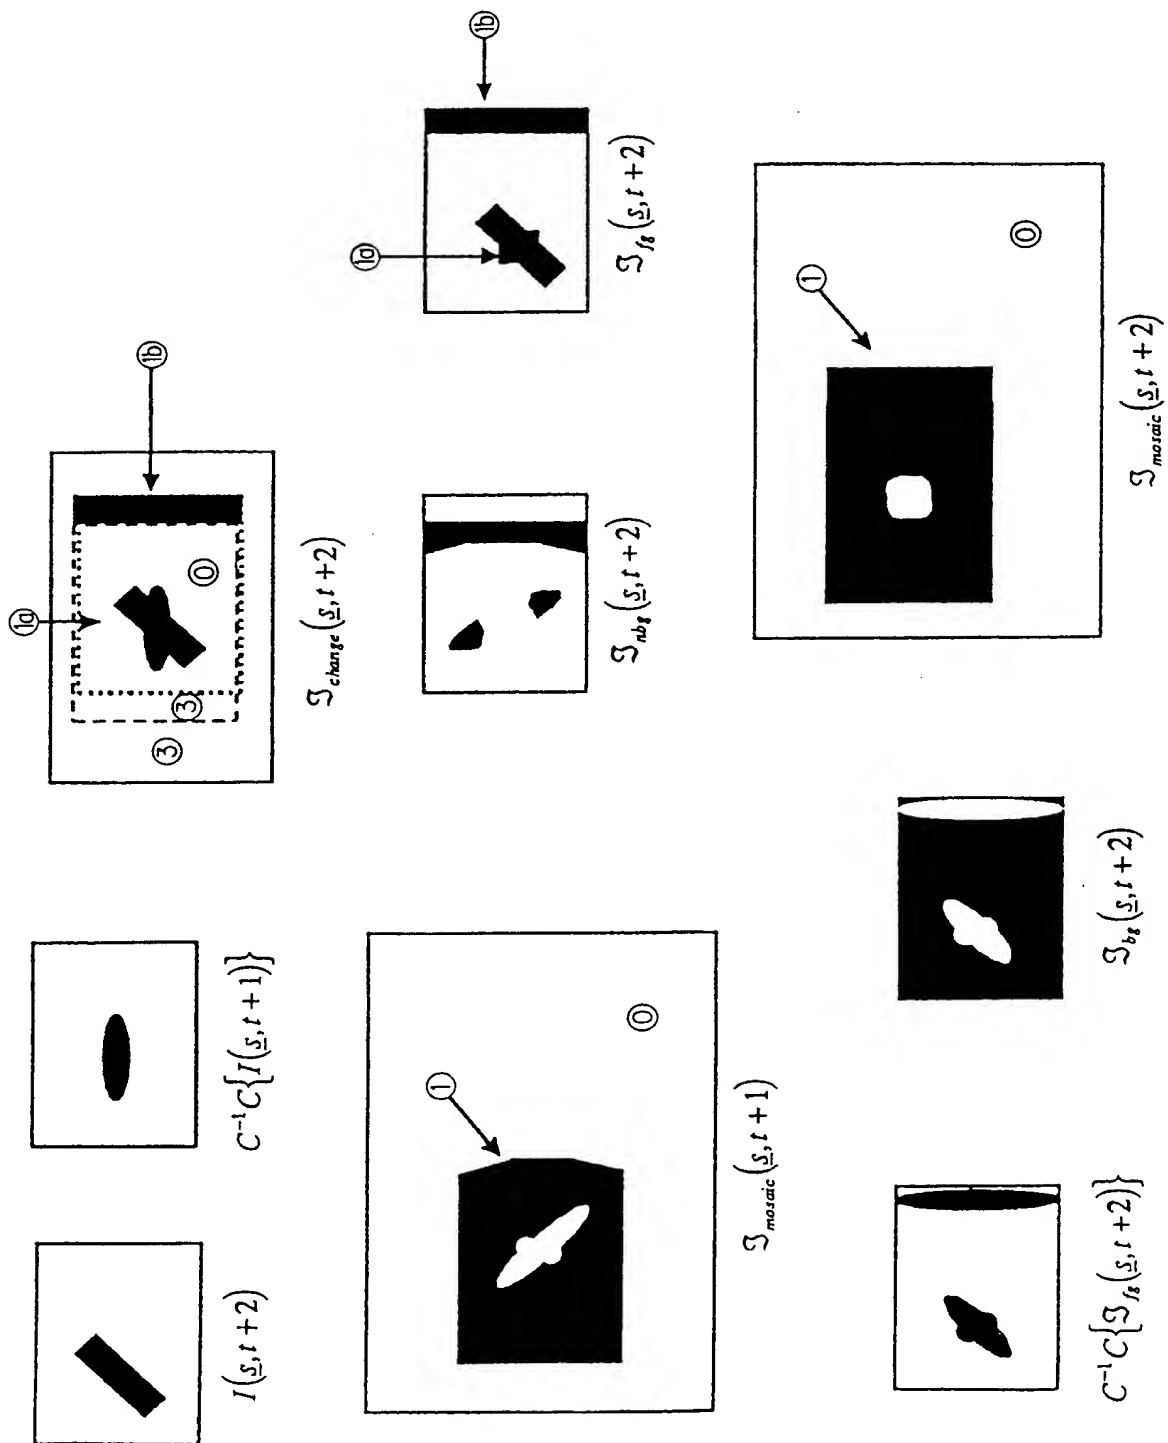 I(s̲, t+2)
C⁻¹C{I(s̲, t+1)}
1a
0
3
3
1b
ℑchange(s̲, t+2)
1
0
ℑmosaic(s̲, t+1)
ℑnbg(s̲, t+2)
1a
1b
ℑfg(s̲, t+2)
C⁻¹C{ℑfg(s̲, t+2)}
ℑbg(s̲, t+2)
1
0
ℑmosaic(s̲, t+2)